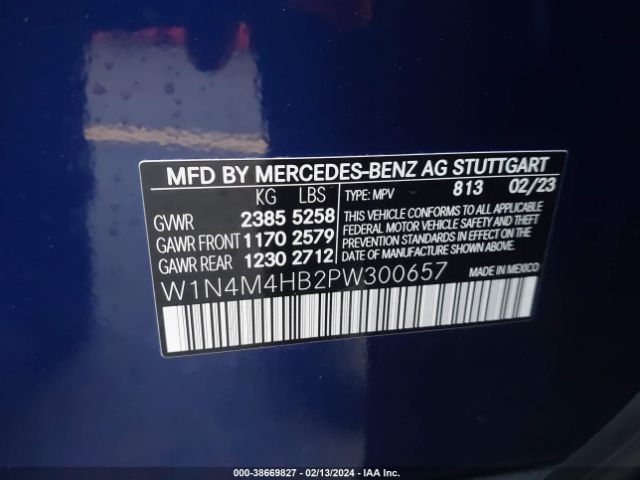 MFD BY MERCEDES-BENZ AG STUTTGART
KG LBS TYPE: MPV 813 02/23
GVWR 2385 5258
GAWR FRONT 1170 2579
GAWR REAR 1230 2712
THIS VEHICLE CONFORMS TO ALL APPLICABLE
FEDERAL MOTOR VEHICLE SAFETY AND THEFT
PREVENTION STANDARDS IN EFFECT ON THE
DATE OF MANUFACTURE SHOWN ABOVE.
W1N4M4HB2PW300657 MADE IN MEXICO
000-38669827 - 02/13/2024 - IAA Inc.